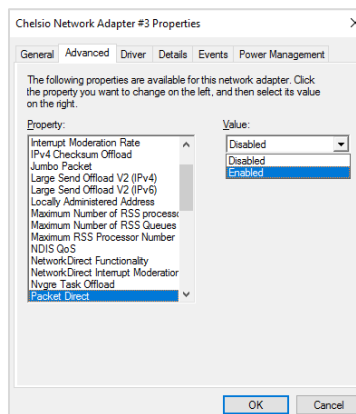 Chelsio Network Adapter #3 Properties
General Advanced Driver Details Events Power Management
The following properties are available for this network adapter. Click
the property you want to change on the left, and then select its value
on the right.
Property:
Value:
Interrupt Moderation Rate
IPv4 Checksum Offload
Jumbo Packet
Large Send Offload V2 (IPv4)
Large Send Offload V2 (IPv6)
Locally Administered Address
Maximum Number of RSS processo
Maximum Number of RSS Queues
Maximum RSS Processor Number
NDIS QoS
NetworkDirect Functionality
NetworkDirect Interrupt Moderation
Nvgre Task Offload
Packet Direct
Disabled
Disabled
Enabled
OK Cancel